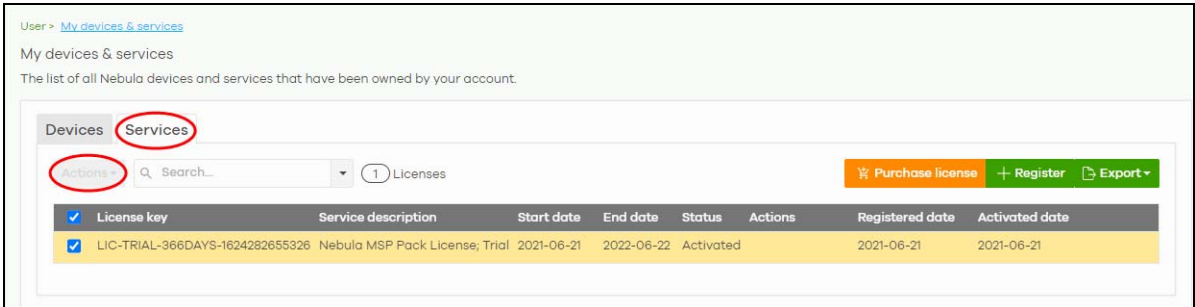 User > My devices & services
My devices & services
The list of all Nebula devices and services that have been owned by your account.
Devices Services
Actions Search... 1 Licenses Purchase license + Register Export
License key Service description Start date End date Status Actions Registered date Activated date
LIC-TRIAL-366DAYS-1624282655326 Nebula MSP Pack License; Trial 2021-06-21 2022-06-22 Activated 2021-06-21 2021-06-21